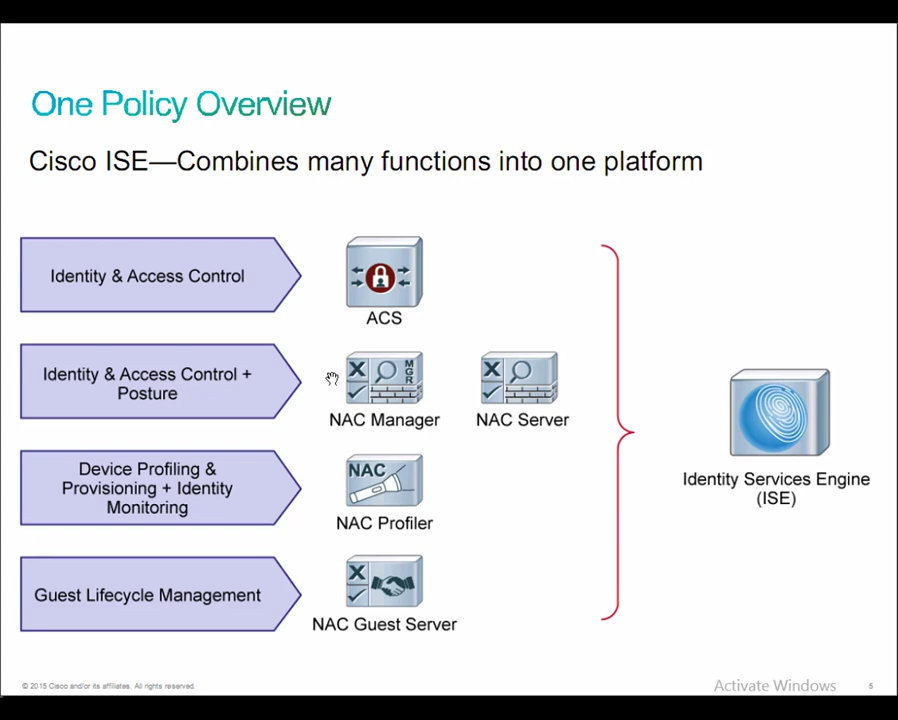 One Policy Overview
Cisco ISE—Combines many functions into one platform
Identity & Access Control
ACS
Identity & Access Control +
Posture
MGR
NAC Manager
NAC Server
Device Profiling &
Provisioning + Identity
Monitoring
NAC
NAC Profiler
Guest Lifecycle Management
NAC Guest Server
Identity Services Engine
(ISE)
© 2015 Cisco and/or its affiliates. All rights reserved.
Activate Windows
5